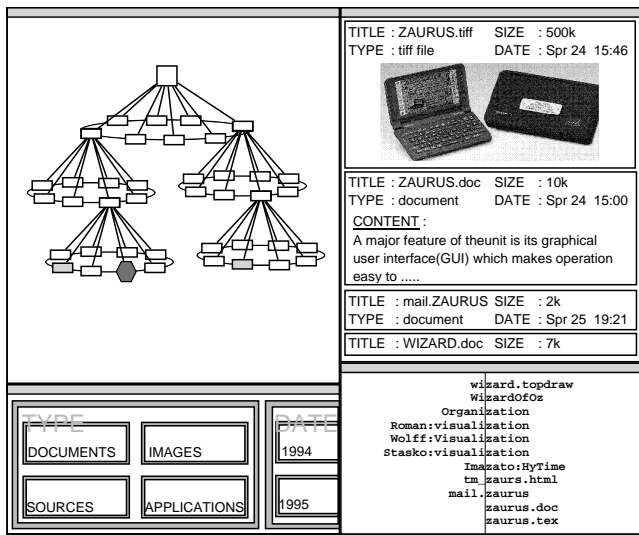 TITLE : ZAURUS.tiff SIZE : 500k
TYPE : tiff file DATE : Spr 24 15:46
TITLE : ZAURUS.doc SIZE : 10k
TYPE : document DATE : Spr 24 15:00
CONTENT :
A major feature of theunit is its graphical
user interface(GUI) which makes operation
easy to .....
TITLE : mail.ZAURUS SIZE : 2k
TYPE : document DATE : Spr 25 19:21
TITLE : WIZARD.doc SIZE : 7k
TYPE
DOCUMENTS IMAGES
SOURCES APPLICATIONS
DATE
1994
1995
wizard.topdraw
WizardOfOz
Organization
Roman:visualization
Wolff:Visualization
Stasko:visualization
Imazato:HyTime
tm_zaurs.html
mail.zaurus
zaurus.doc
zaurus.tex